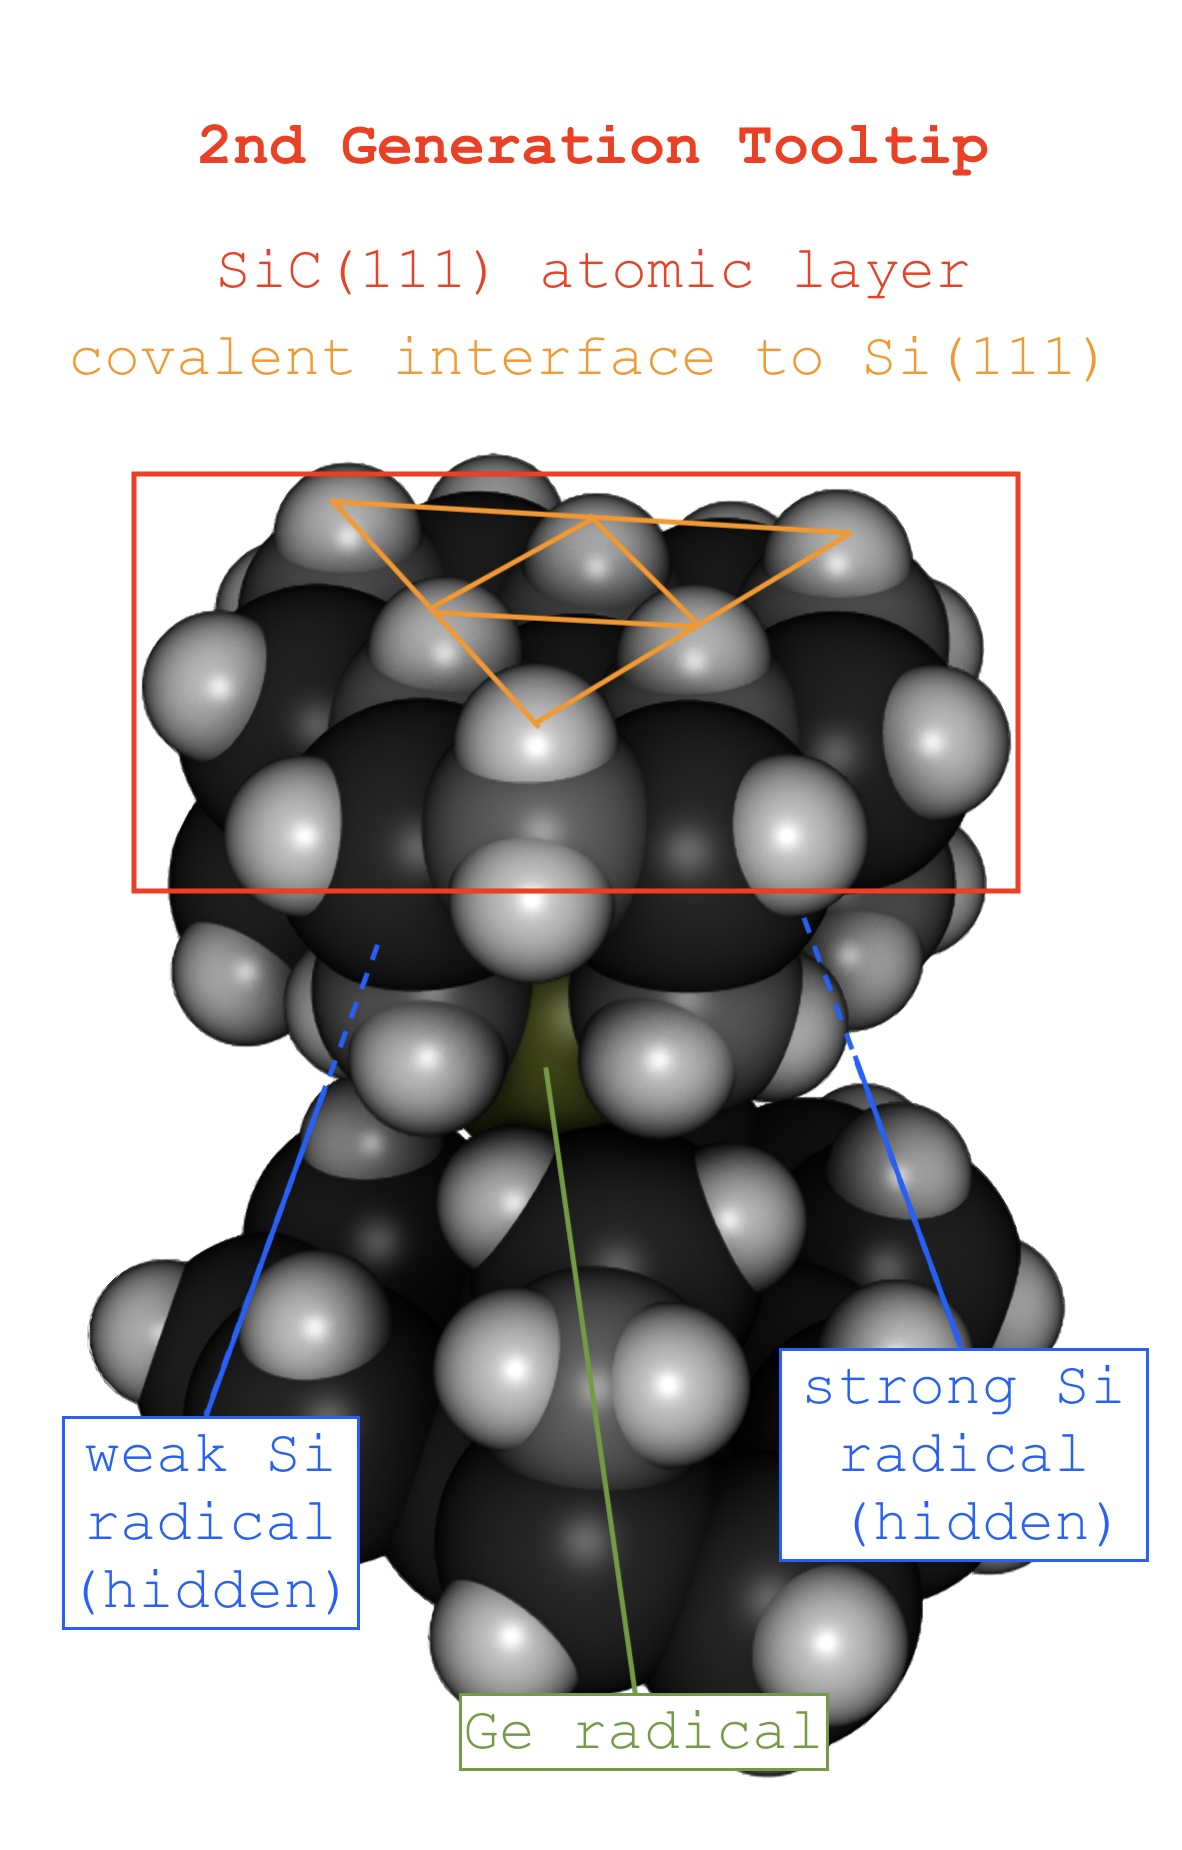 2nd Generation Tooltip
SiC(111) atomic layer
covalent interface to Si(111)
strong Si
radical
(hidden)
weak Si
radical
(hidden)
Ge radical